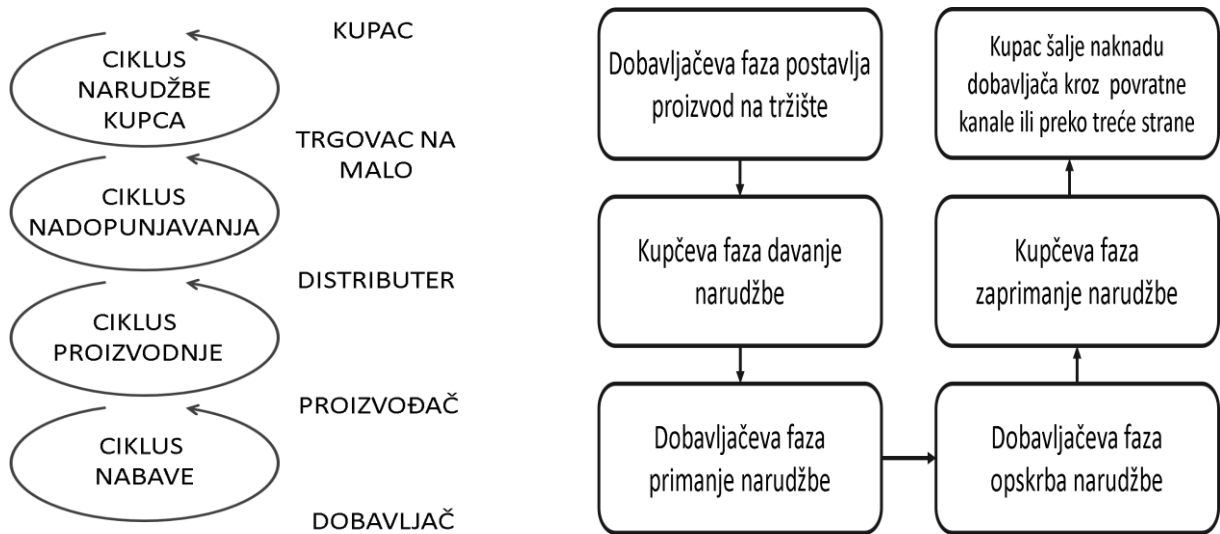 KUPAC
CIKLUS
NARUDŽBE
KUPCA
TRGOVAC NA
MALO
CIKLUS
NADOPUNJAVANJA
DISTRIBUTER
CIKLUS
PROIZVODNJE
PROIZVOĐAČ
CIKLUS
NABAVE
DOBAVLJAČ
Dobavljačeva faza postavlja
proizvod na tržište
Kupčeva faza davanje
narudžbe
Dobavljačeva faza
primanje narudžbe
Dobavljačeva faza
opskrba narudžbe
Kupčeva faza
zaprimanje narudžbe
Kupac šalje naknadu
dobavljača kroz povratne
kanale ili preko treće strane